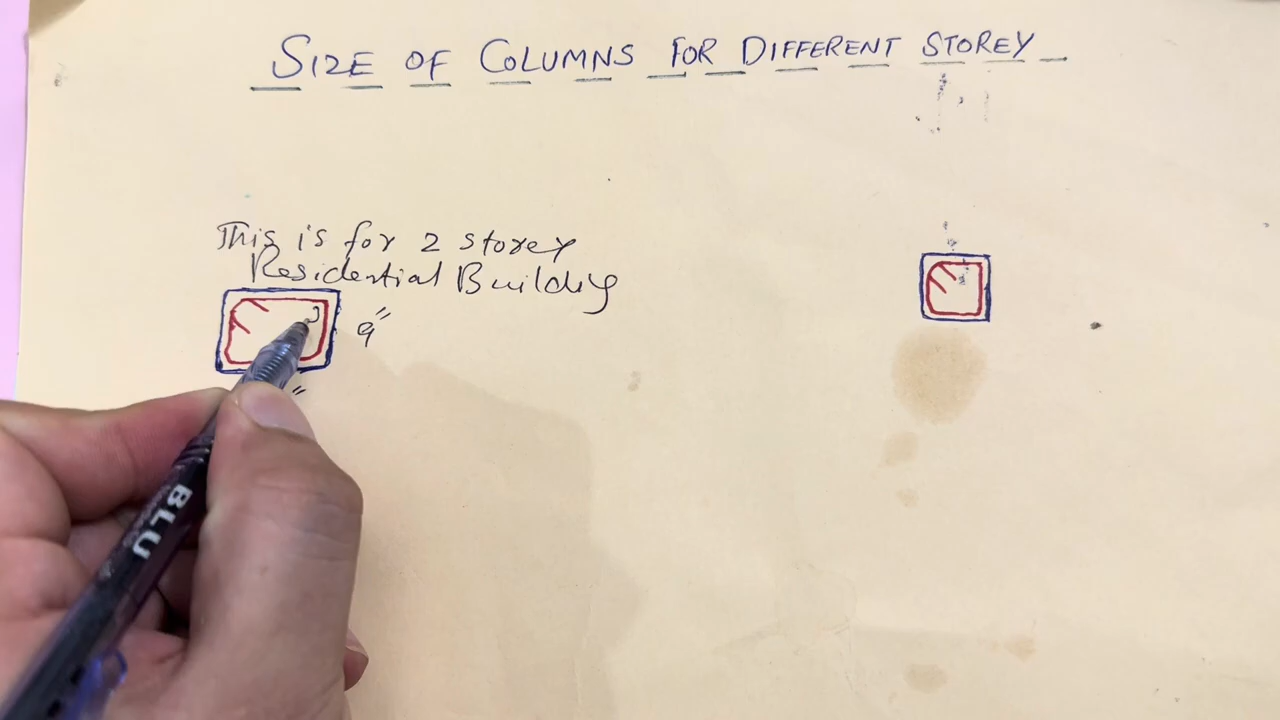 SIZE OF COLUMNS FOR DIFFERENT STOREY
This is for 2 storey
Residential Building
9"
"
BLU